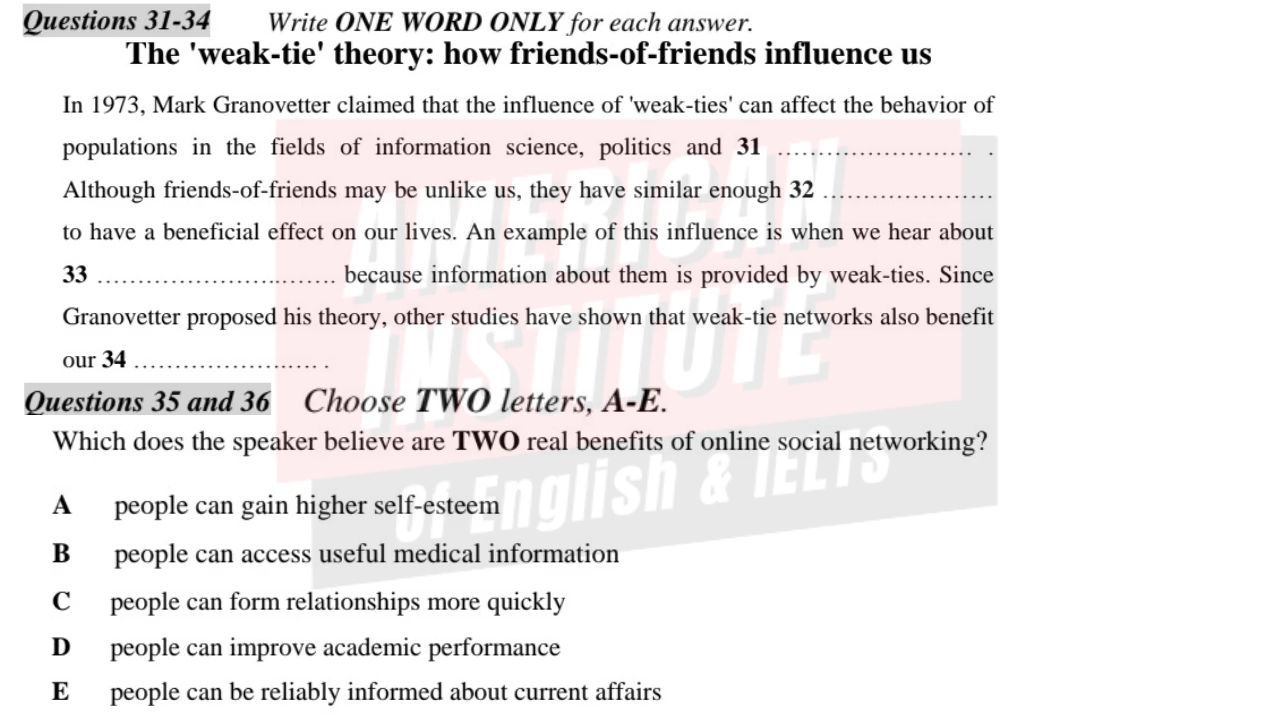 Questions 31-34 Write ONE WORD ONLY for each answer.
The 'weak-tie' theory: how friends-of-friends influence us
In 1973, Mark Granovetter claimed that the influence of 'weak-ties' can affect the behavior of
populations in the fields of information science, politics and 31 ........................ .
Although friends-of-friends may be unlike us, they have similar enough 32 .....................
to have a beneficial effect on our lives. An example of this influence is when we hear about
33 ............................. because information about them is provided by weak-ties. Since
Granovetter proposed his theory, other studies have shown that weak-tie networks also benefit
our 34 ....................... .
Questions 35 and 36 Choose TWO letters, A-E.
Which does the speaker believe are TWO real benefits of online social networking?
A people can gain higher self-esteem
B people can access useful medical information
C people can form relationships more quickly
D people can improve academic performance
E people can be reliably informed about current affairs
AMERICAN
INSTITUTE
Of English & IELTS